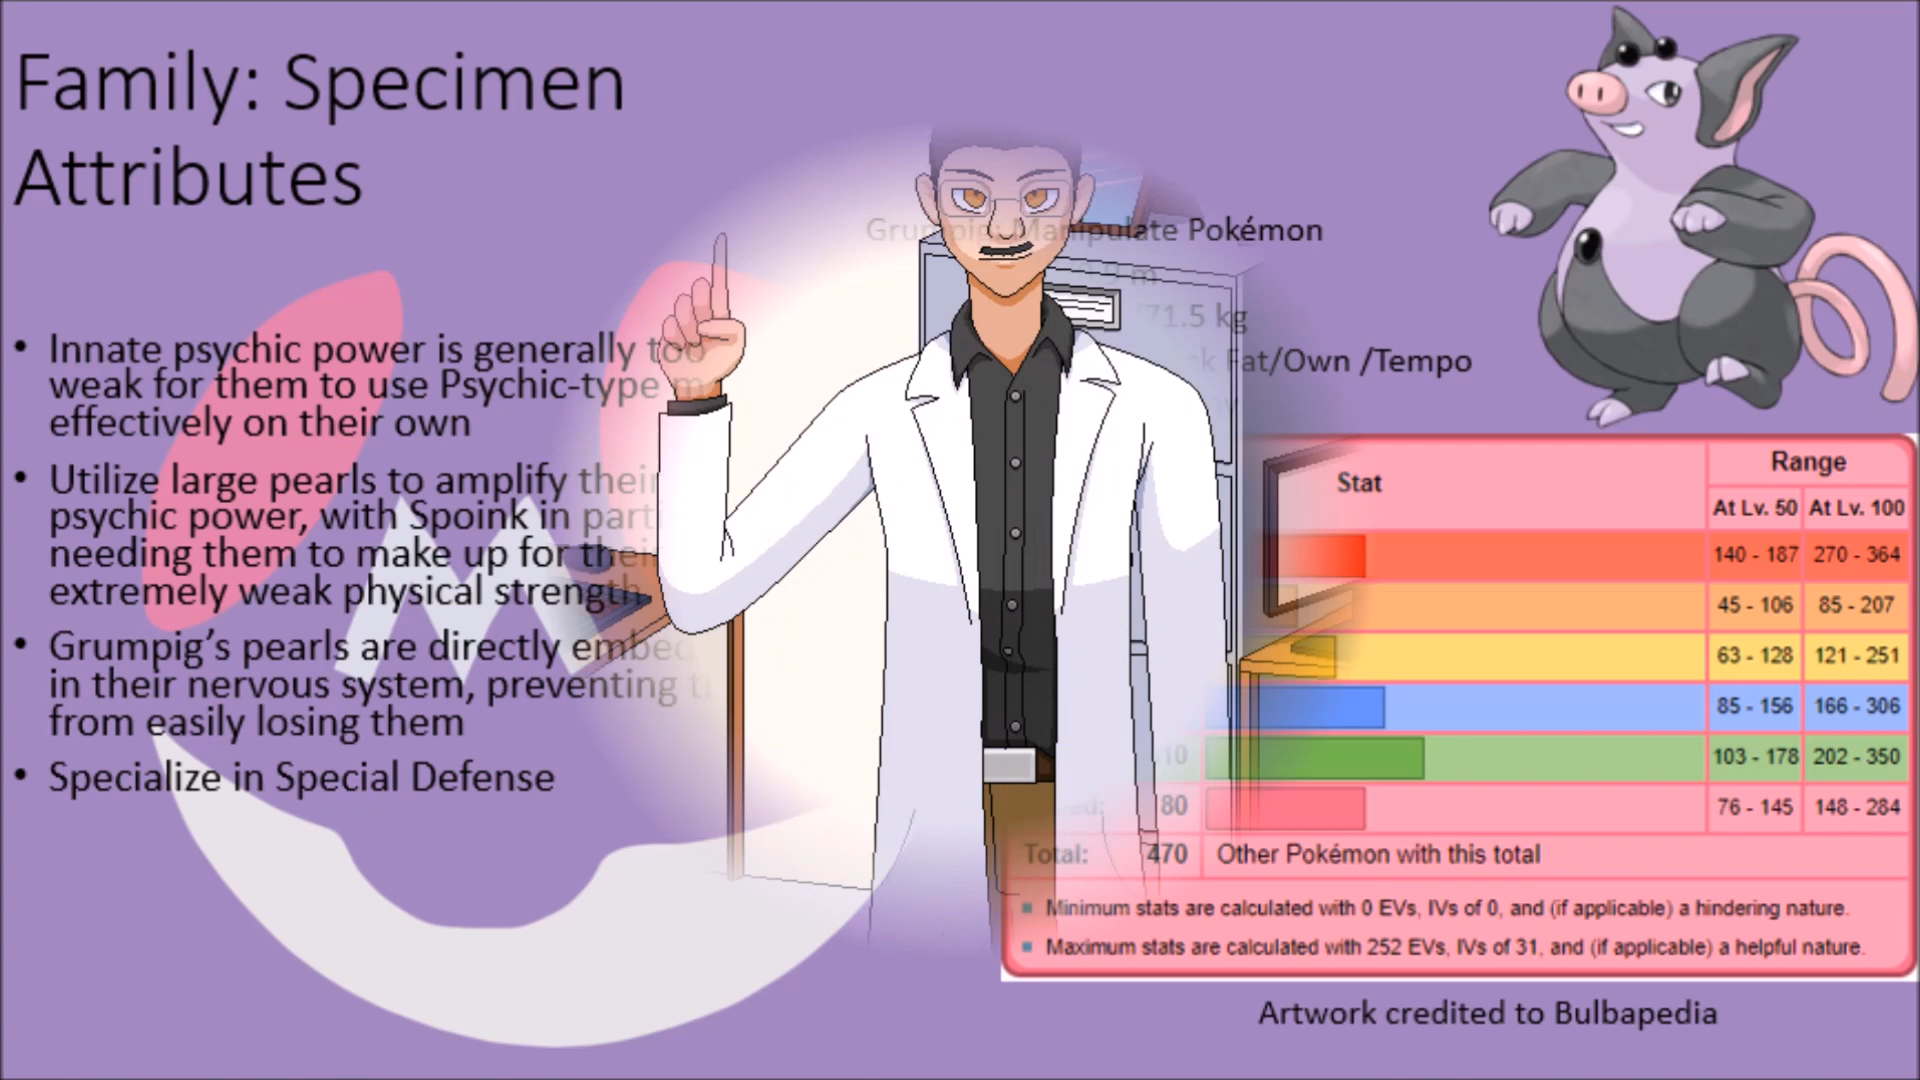 Family: Specimen
Attributes
• Innate psychic power is generally too
weak for them to use Psychic-type
effectively on their own
• Utilize large pearls to amplify their
psychic power, with Spoink in
needing them to make up for their
extremely weak physical strength
• Grumpig's pearls are directly
in their nervous system, preventing
from easily losing them
• Specialize in Special Defense
Grumpig: Manipulate Pokémon
m
71.5 kg
Fat/Own /Tempo
Stat
Range
At Lv. 50 At Lv. 100
140 - 187 270 - 364
45 - 106 85 - 207
63 - 128 121 - 251
85 - 156 166 - 306
10 103 - 178 202 - 350
80 76 - 145 148 - 284
Total: 470 Other Pokémon with this total
Minimum stats are calculated with 0 EVs, IVs of 0, and (if applicable) a hindering nature.
Maximum stats are calculated with 252 EVs, IVs of 31, and (if applicable) a helpful nature.
Artwork credited to Bulbapedia